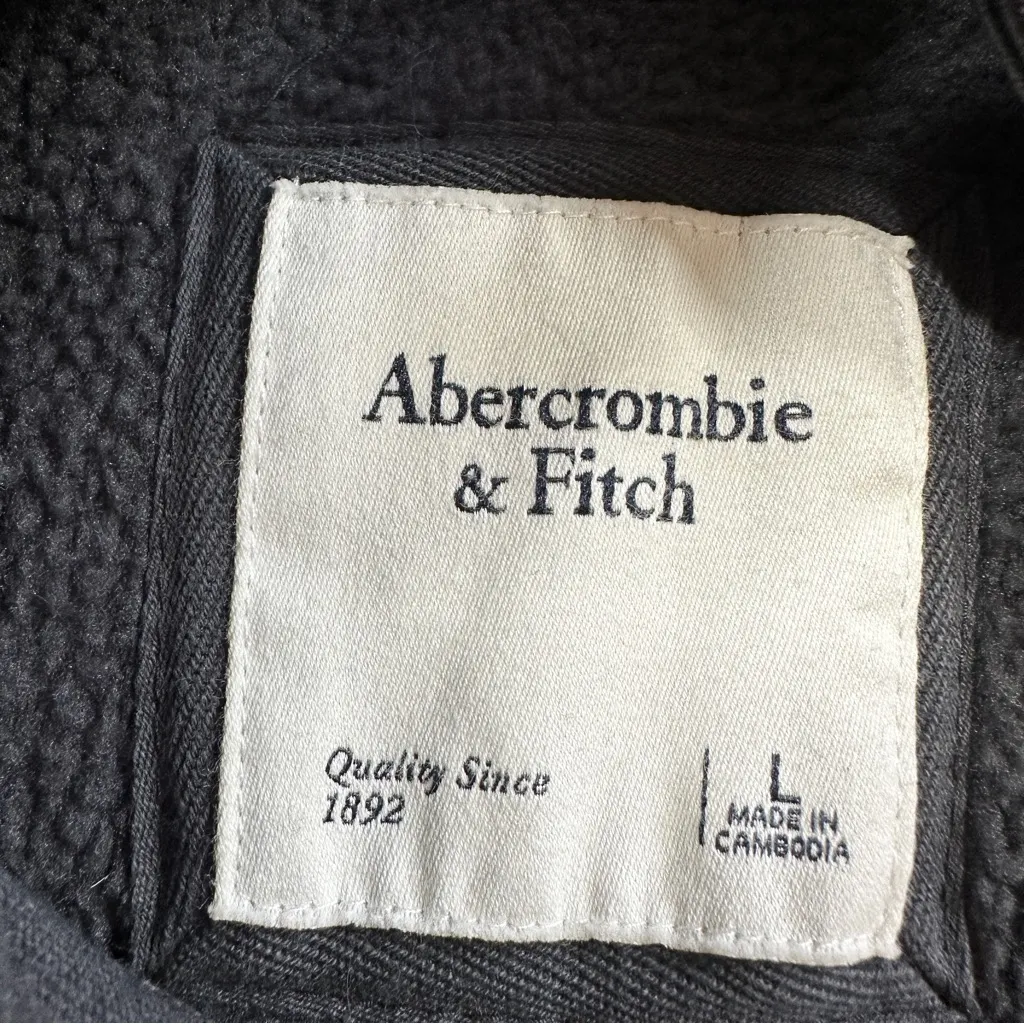 Abercrombie
& Fitch
Quality Since
1892
L
MADE IN
CAMBODIA